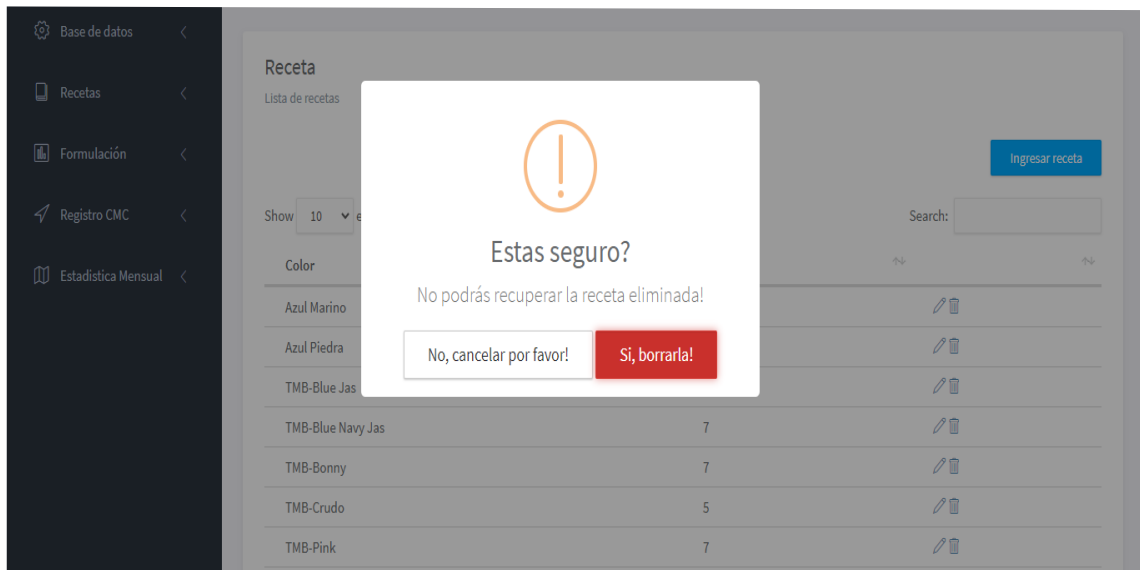 Base de datos
Recetas
Formulación
Registro CMC
Estadistica Mensual
Receta
Lista de recetas
Ingresar receta
Show 10 e
Search:
Color
Azul Marino
Azul Piedra
TMB-Blue Jas
TMB-Blue Navy Jas 7
TMB-Bonny 7
TMB-Crudo 5
TMB-Pink 7
Estas seguro?
No podrás recuperar la receta eliminada!
No, cancelar por favor! Si, borrarla!